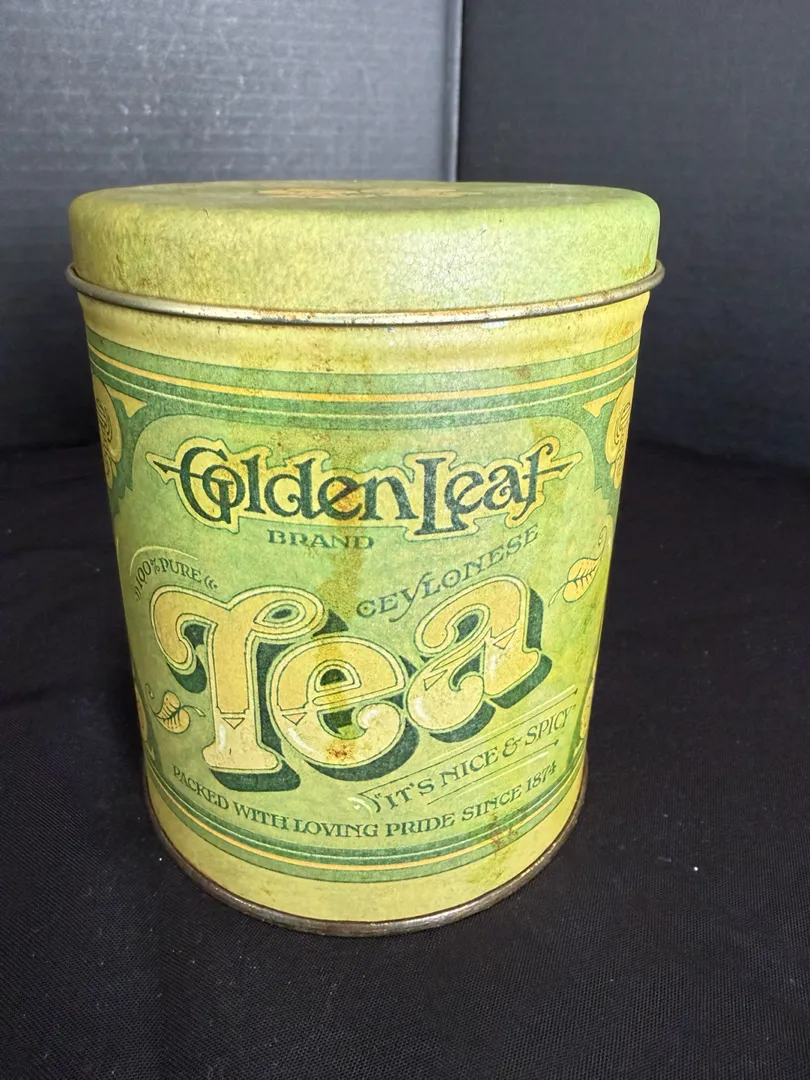 Golden Leaf
BRAND
100% PURE
CEYLONESE
Tea
"IT'S NICE & SPICY"
PACKED WITH LOVING PRIDE SINCE 1874